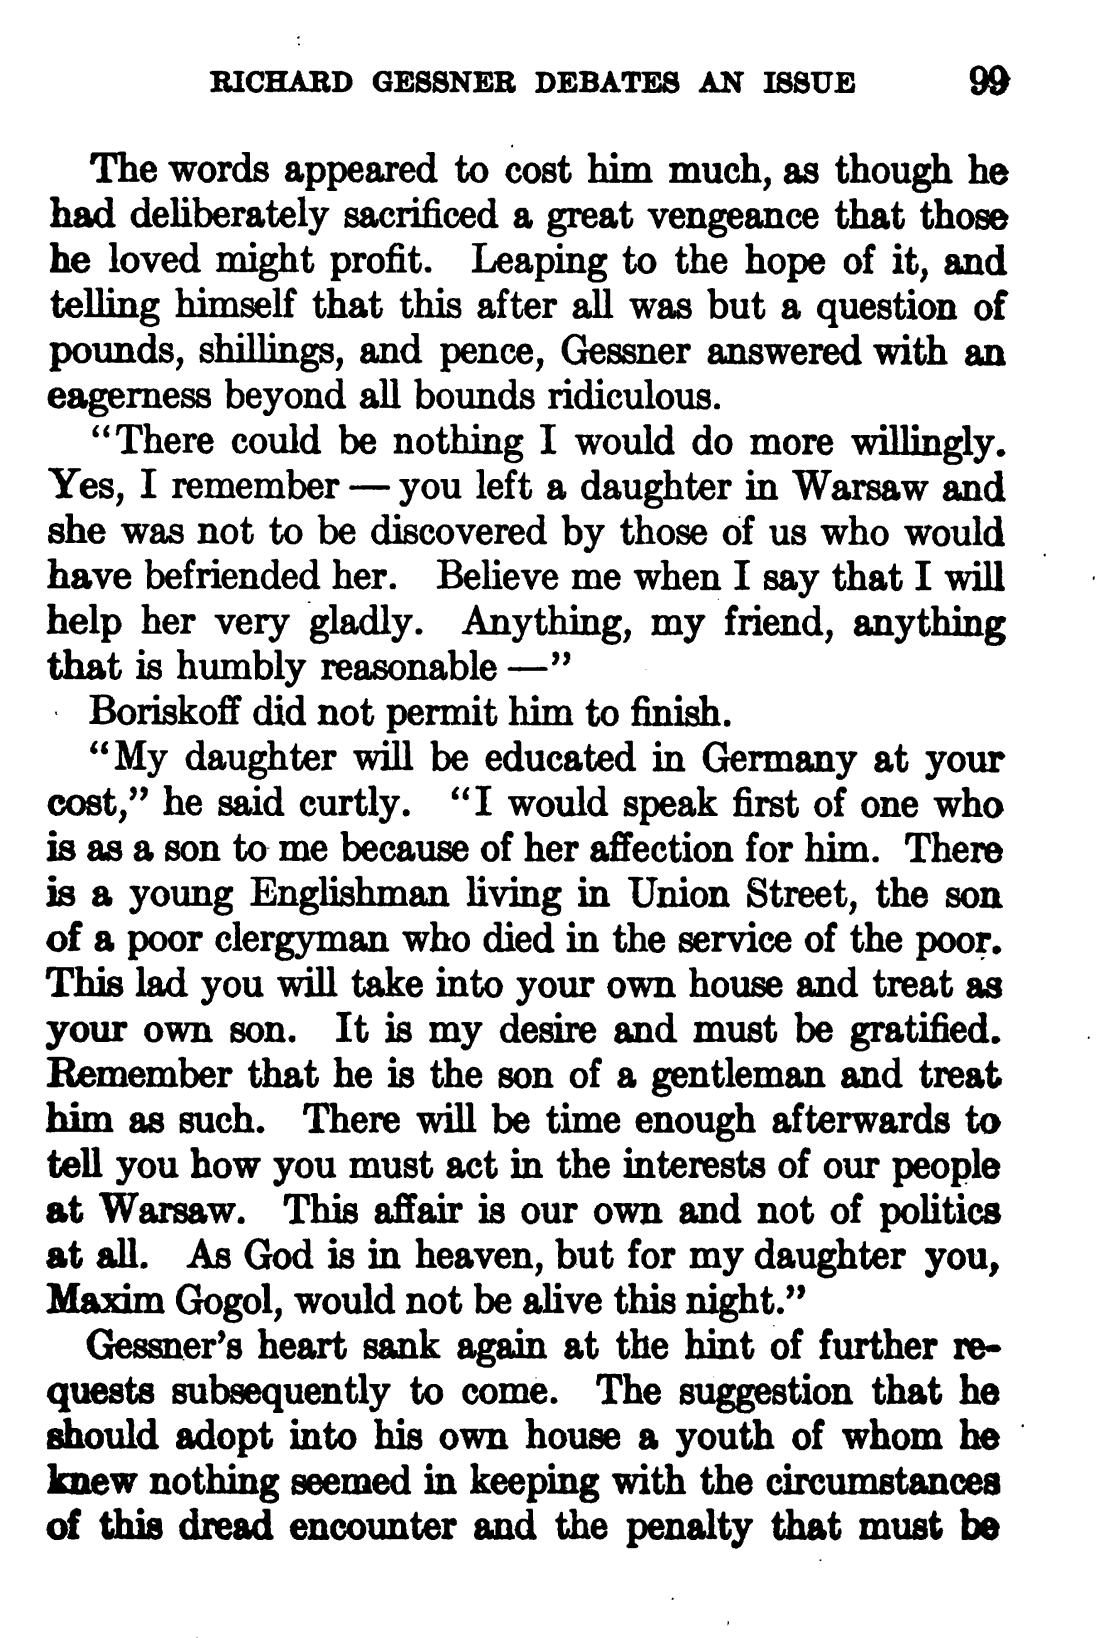 RICHARD GESSNER DEBATES AN ISSUE 99
The words appeared to cost him much, as though he
had deliberately sacrificed a great vengeance that those
he loved might profit. Leaping to the hope of it, and
telling himself that this after all was but a question of
pounds, shillings, and pence, Gessner answered with an
eagerness beyond all bounds ridiculous.
“There could be nothing I would do more willingly.
Yes, I remember — you left a daughter in Warsaw and
she was not to be discovered by those of us who would
have befriended her. Believe me when I say that I will
help her very gladly. Anything, my friend, anything
that is humbly reasonable —”
Boriskoff did not permit him to finish.
“My daughter will be educated in Germany at your
cost,” he said curtly. “I would speak first of one who
is as a son to me because of her affection for him. There
is a young Englishman living in Union Street, the son
of a poor clergyman who died in the service of the poor.
This lad you will take into your own house and treat as
your own son. It is my desire and must be gratified.
Remember that he is the son of a gentleman and treat
him as such. There will be time enough afterwards to
tell you how you must act in the interests of our people
at Warsaw. This affair is our own and not of politics
at all. As God is in heaven, but for my daughter you,
Maxim Gogol, would not be alive this night.”
Gessner’s heart sank again at the hint of further re-
quests subsequently to come. The suggestion that he
should adopt into his own house a youth of whom he
knew nothing seemed in keeping with the circumstances
of this dread encounter and the penalty that must be